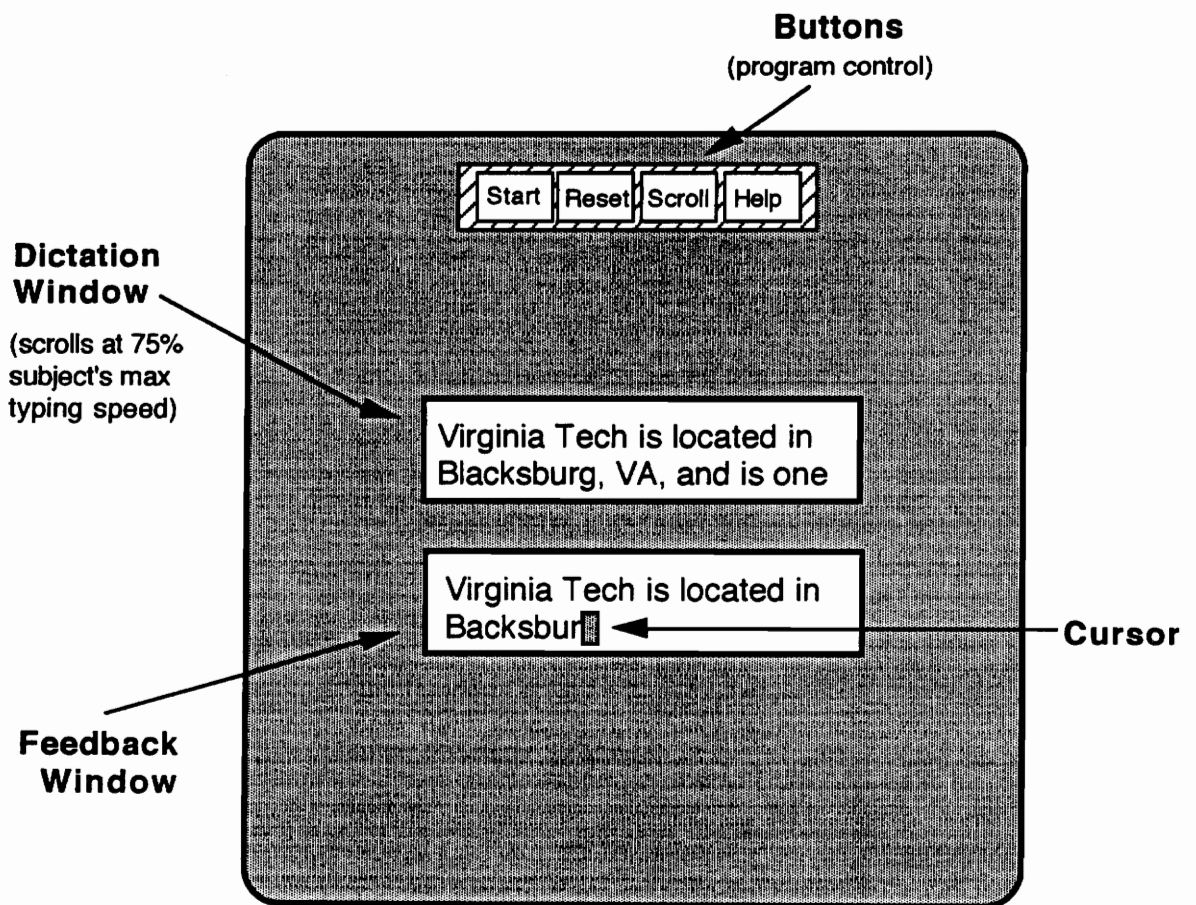 Buttons
(program control)
Start Reset Scroll Help
Dictation
Window
(scrolls at 75%
subject's max
typing speed)
Virginia Tech is located in
Blacksburg, VA, and is one
Virginia Tech is located in
Backsbur
Cursor
Feedback
Window